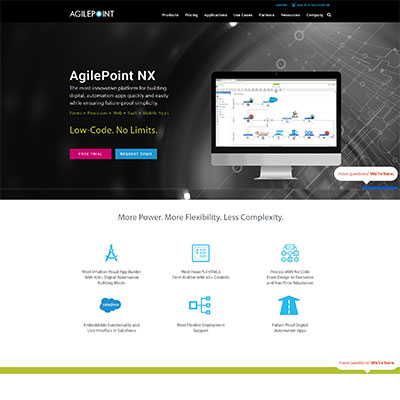 AGILEPOINT
Products Pricing Applications Use Cases Partners Resources Company
AgilePoint NX
The most innovative platform for building
digital, automation apps quickly and easily
while ensuring future-proof simplicity.
Forms • Processes • Web • SaaS • Mobile Apps
Low-Code. No Limits.
FREE TRIAL REQUEST DEMO
Have questions? We're here.
More Power. More Flexibility. Less Complexity.
Most Intuitive Visual App Builder
With 400+ Digital Automation
Building Blocks
Most Powerful HTML5
Form Builder With 65+ Controls
Process With No Code
From Design to Execution
and Run-Time Adaptation
salesforce
Embeddable Functionality and
User Interface in Salesforce
Most Flexible Deployment
Support
Future-Proof Digital
Automation Apps
Have questions? We're here.